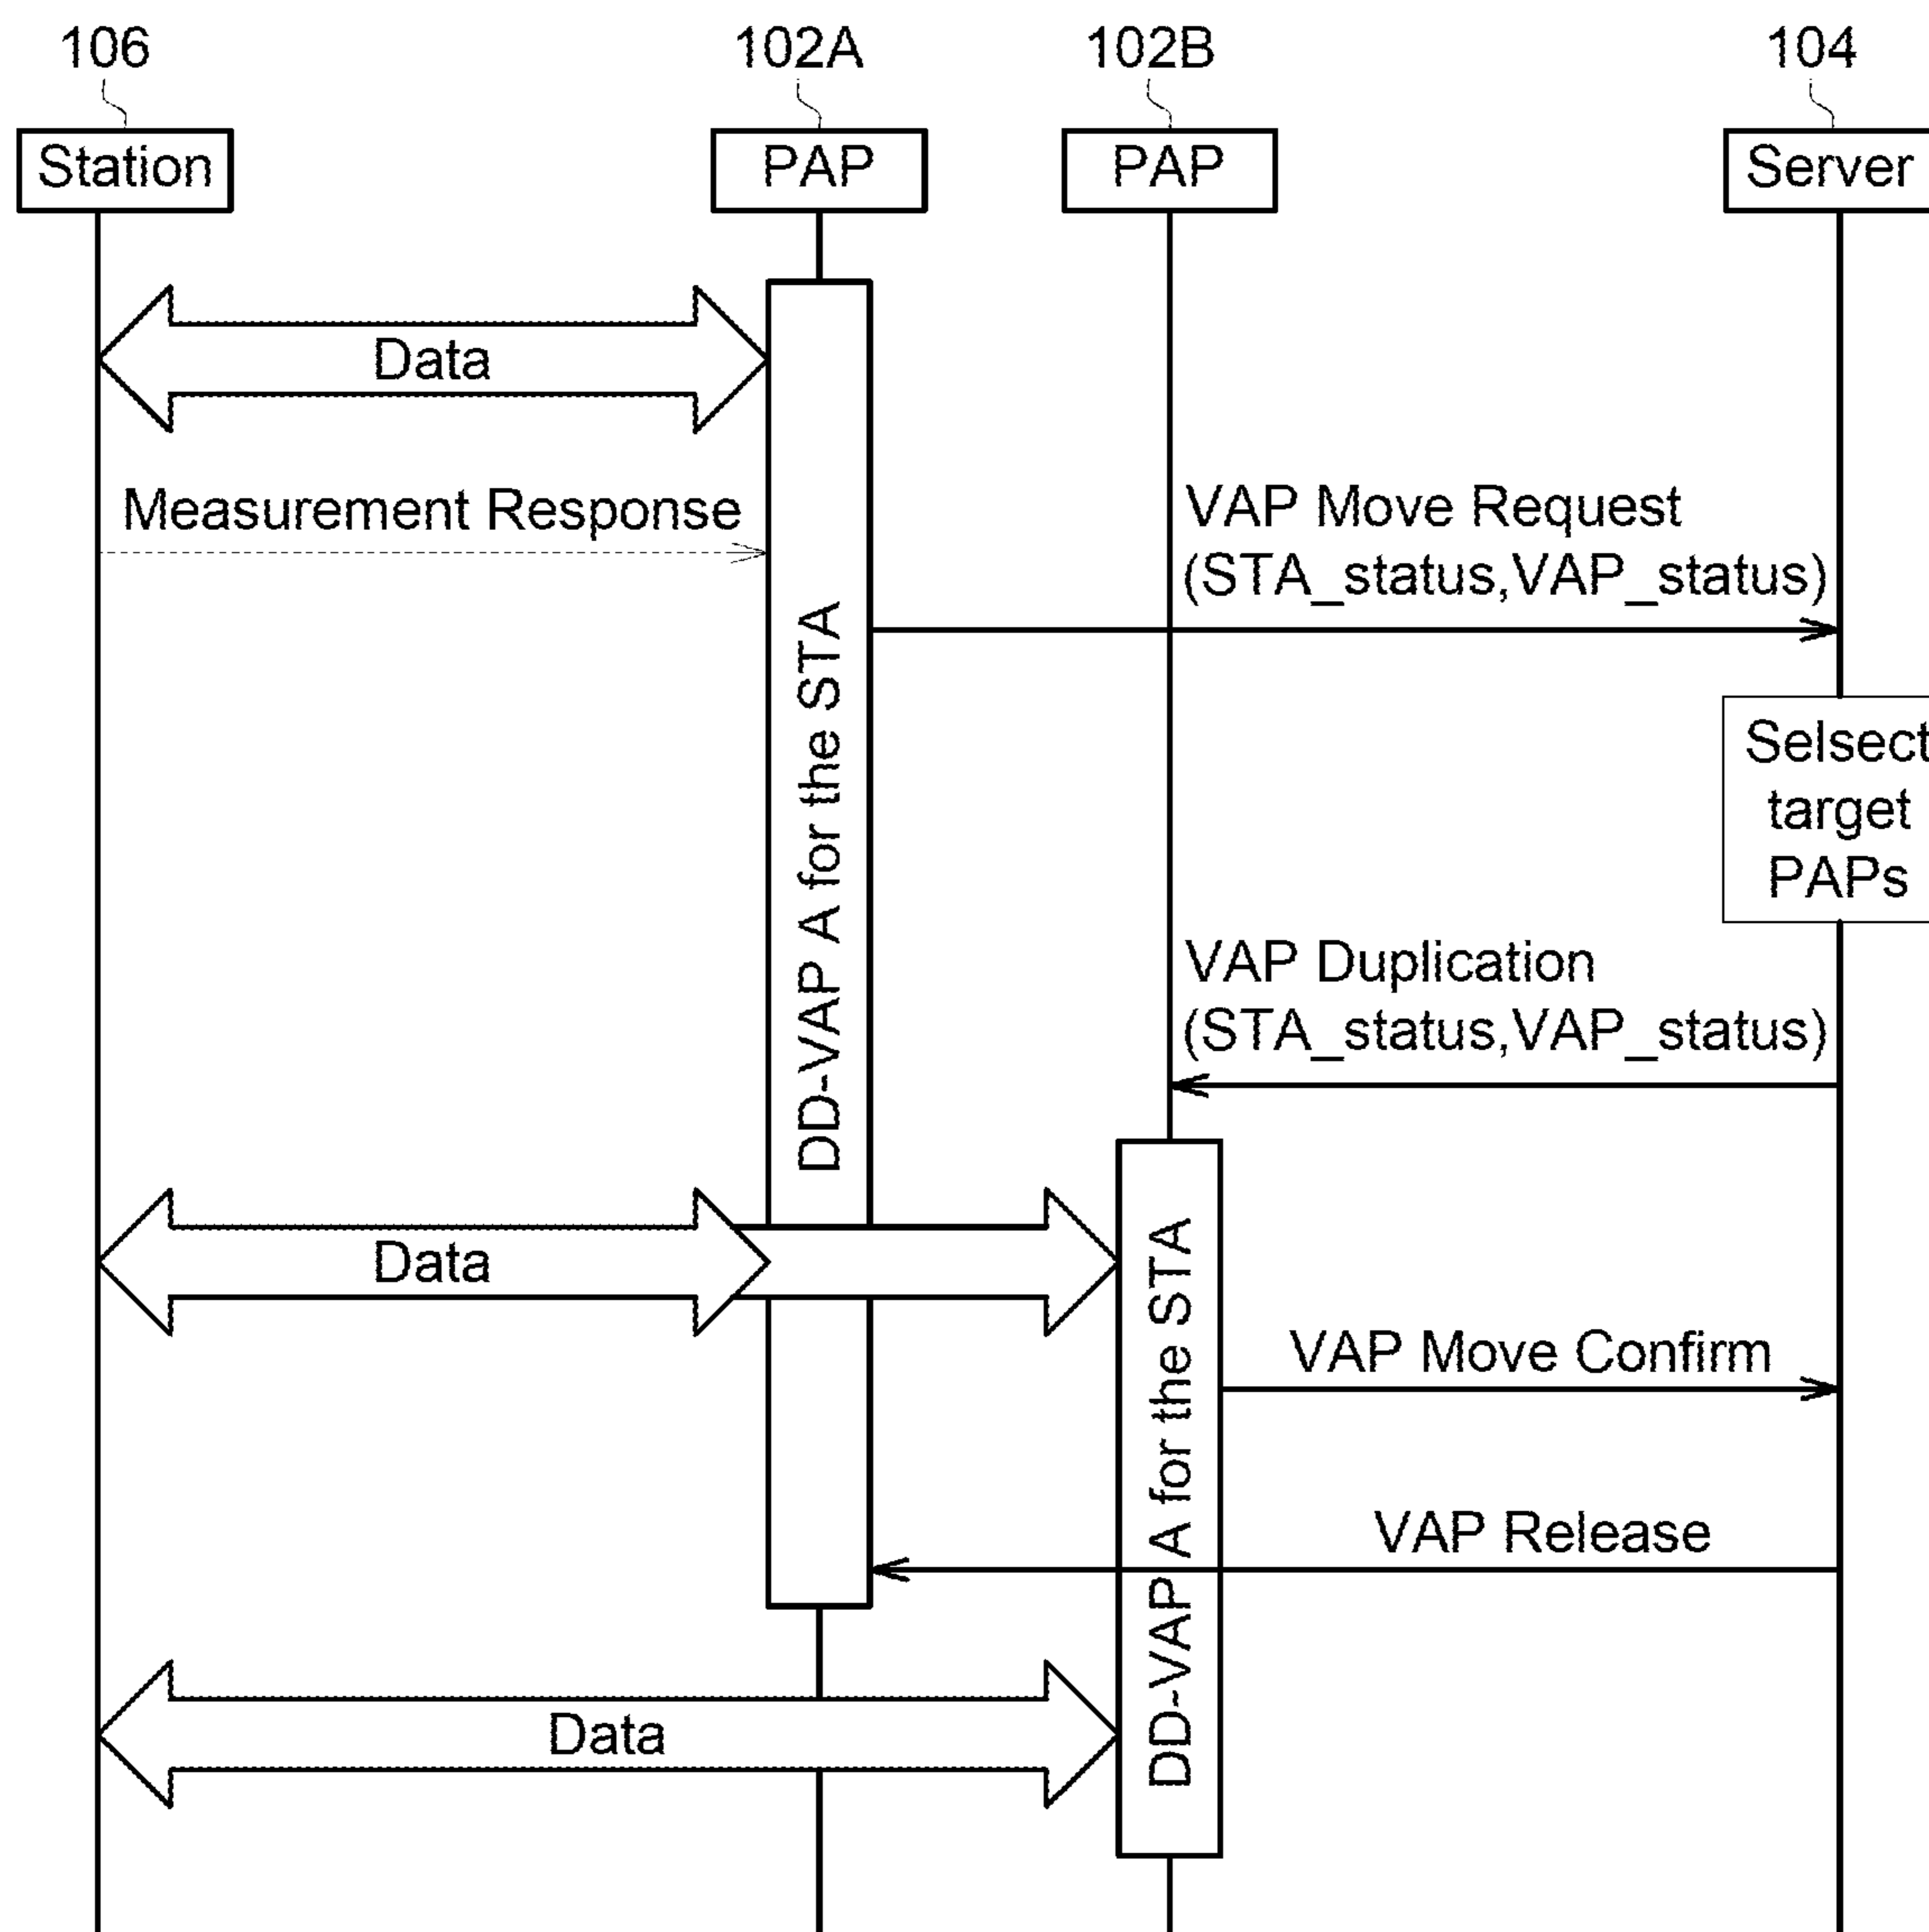 106
102A
102B
104
Station
PAP
PAP
Server
Data
Measurement Response
VAP Move Request
(STA_status,VAP_status)
DD-VAP A for the STA
Selsect
target
PAPs
VAP Duplication
(STA_status,VAP_status)
Data
DD-VAP A for the STA
VAP Move Confirm
VAP Release
Data